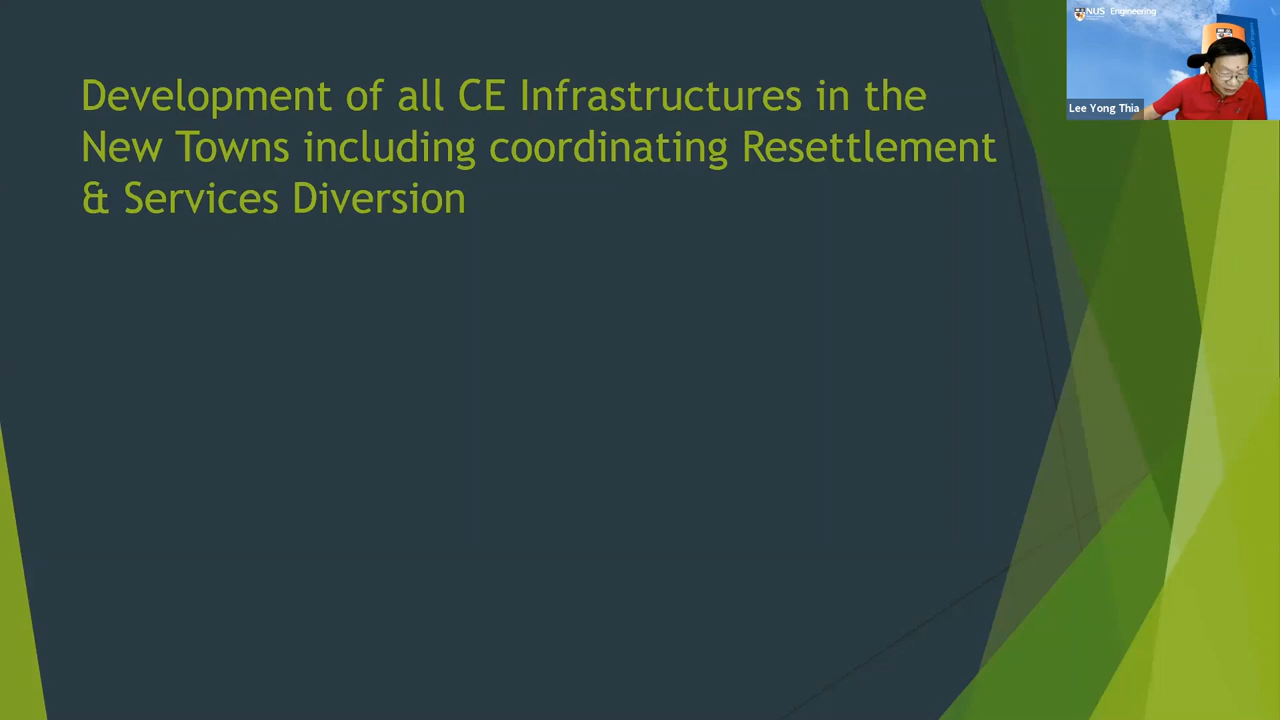 Development of all CE Infrastructures in the
New Towns including coordinating Resettlement
& Services Diversion
NUS Engineering
Lee Yong Thia